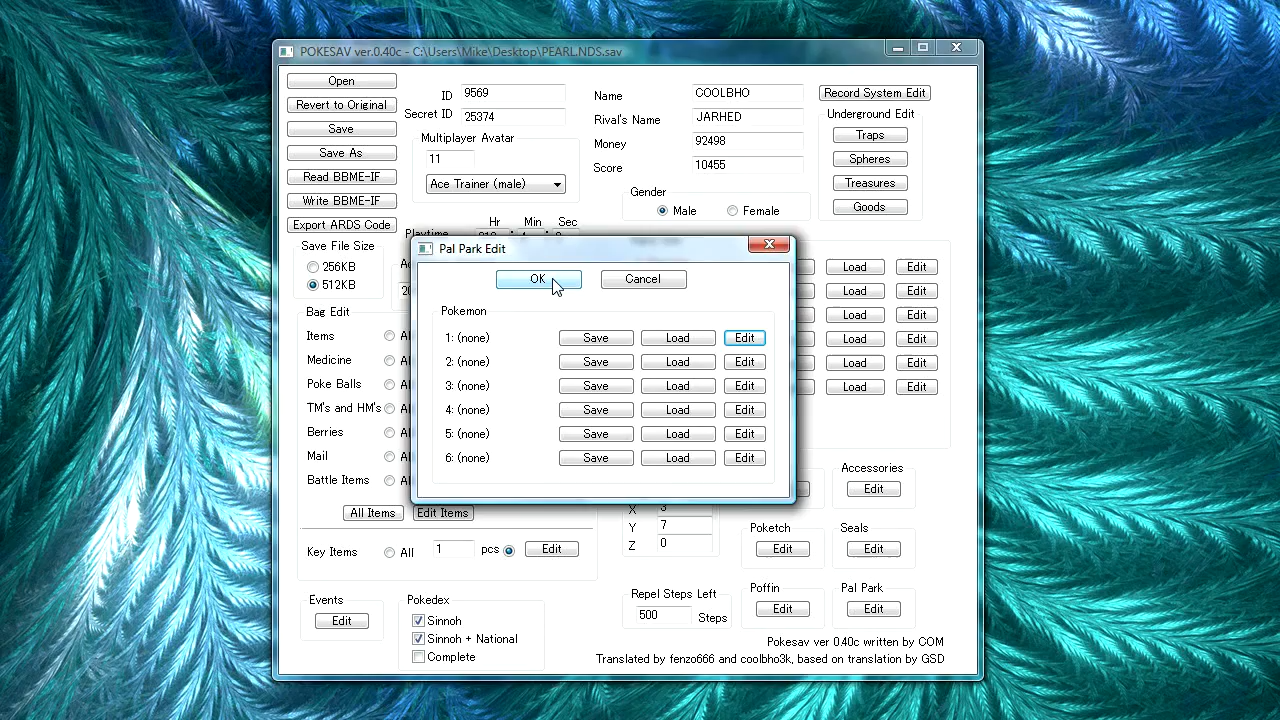 POKESAV ver.0.40c - C:\Users\Mike\Desktop\PEARL.NDS.sav
Open
Revert to Original
Save
Save As
Read BBME-IF
Write BBME-IF
Export ARDS Code
Save File Size
256KB
512KB
ID 9569
Secret ID 25374
Multiplayer Avatar
11
Ace Trainer (male)
Hr Min Sec
Playtime
Name COOLBHO
Rival's Name JARHED
Money 92498
Score 10455
Gender
Male Female
Record System Edit
Underground Edit
Traps
Spheres
Treasures
Goods
Pal Park Edit
OK Cancel
Pokemon
1: (none) Save Load Edit
2: (none) Save Load Edit
3: (none) Save Load Edit
4: (none) Save Load Edit
5: (none) Save Load Edit
6: (none) Save Load Edit
Load Edit
Load Edit
Load Edit
Load Edit
Load Edit
Load Edit
Bag Edit
Items
Medicine
Poke Balls
TM's and HM's
Berries
Mail
Battle Items
All Items Edit Items
Key Items All 1 pcs Edit
Events
Edit
Pokedex
Sinnoh
Sinnoh + National
Complete
X 3
Y 7
Z 0
Repel Steps Left
500 Steps
Accessories
Edit
Poketch
Edit
Seals
Edit
Poffin
Edit
Pal Park
Edit
Pokesav ver 0.40c written by COM
Translated by fenzo666 and coolbho3k, based on translation by GSD